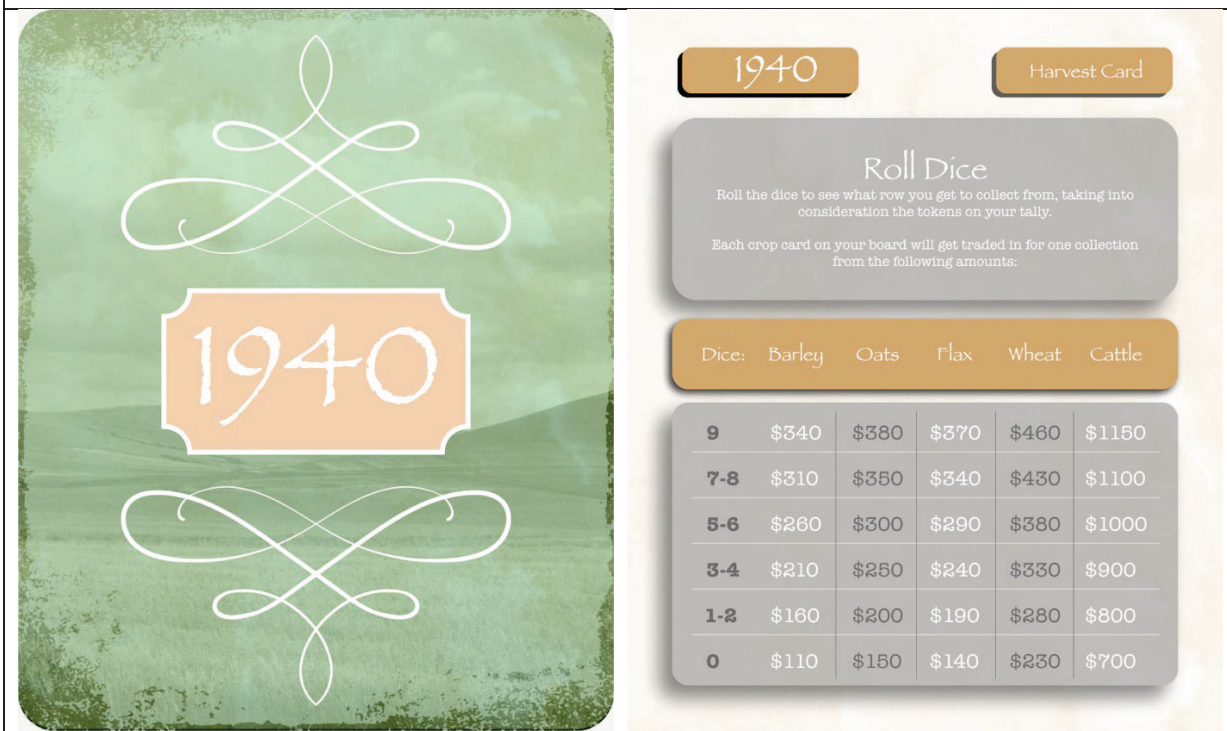 1940
1940
Harvest Card
Roll Dice
Roll the dice to see what row you get to collect from, taking into
consideration the tokens on your tally.
Each crop card on your board will get traded in for one collection
from the following amounts:
Dice: Barley Oats Flax Wheat Cattle
9 $340 $380 $370 $460 $1150
7-8 $310 $350 $340 $430 $1100
5-6 $260 $300 $290 $380 $1000
3-4 $210 $250 $240 $330 $900
1-2 $160 $200 $190 $280 $800
0 $110 $150 $140 $230 $700